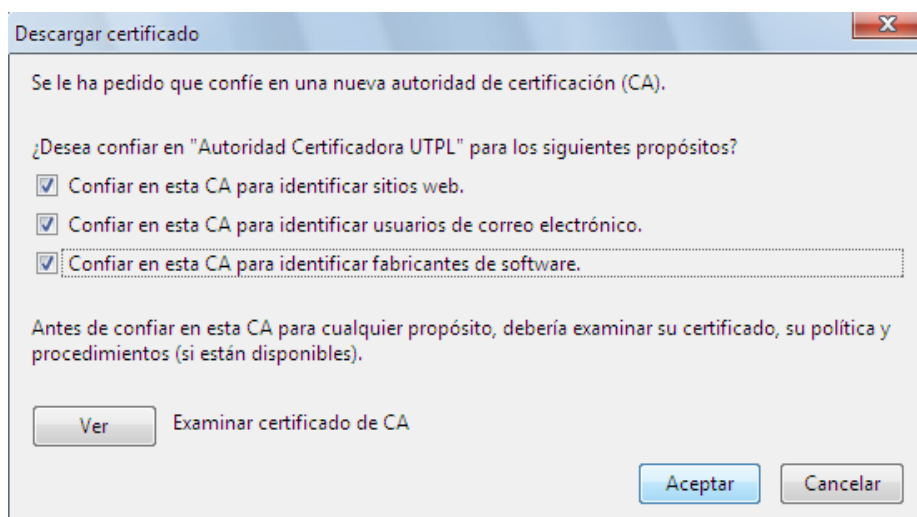 Descargar certificado
Se le ha pedido que confíe en una nueva autoridad de certificación (CA).
¿Desea confiar en "Autoridad Certificadora UTPL" para los siguientes propósitos?
Confiar en esta CA para identificar sitios web.
Confiar en esta CA para identificar usuarios de correo electrónico.
Confiar en esta CA para identificar fabricantes de software.
Antes de confiar en esta CA para cualquier propósito, debería examinar su certificado, su política y
procedimientos (si están disponibles).
Ver Examinar certificado de CA
Aceptar Cancelar